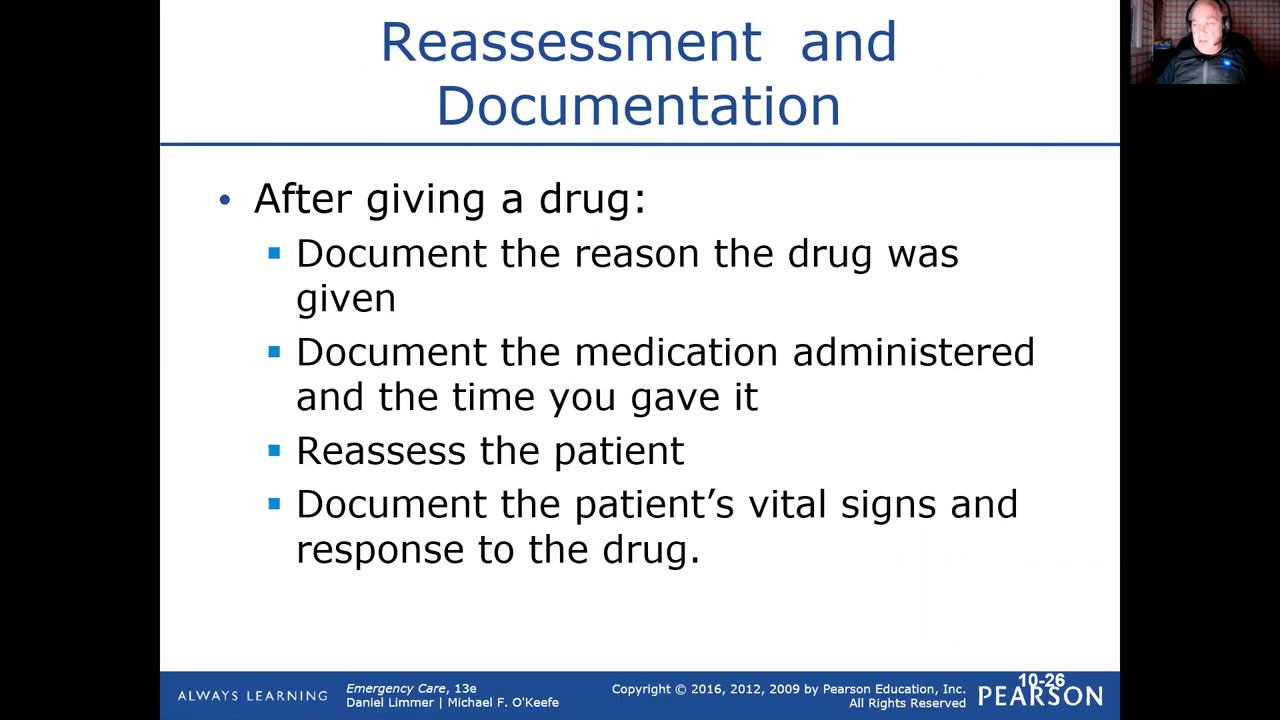 Reassessment and
Documentation
• After giving a drug:
▪ Document the reason the drug was
given
▪ Document the medication administered
and the time you gave it
▪ Reassess the patient
▪ Document the patient’s vital signs and
response to the drug.
ALWAYS LEARNING
Emergency Care, 13e
Daniel Limmer | Michael F. O'Keefe
Copyright © 2016, 2012, 2009 by Pearson Education, Inc.
All Rights Reserved
10-26
PEARSON